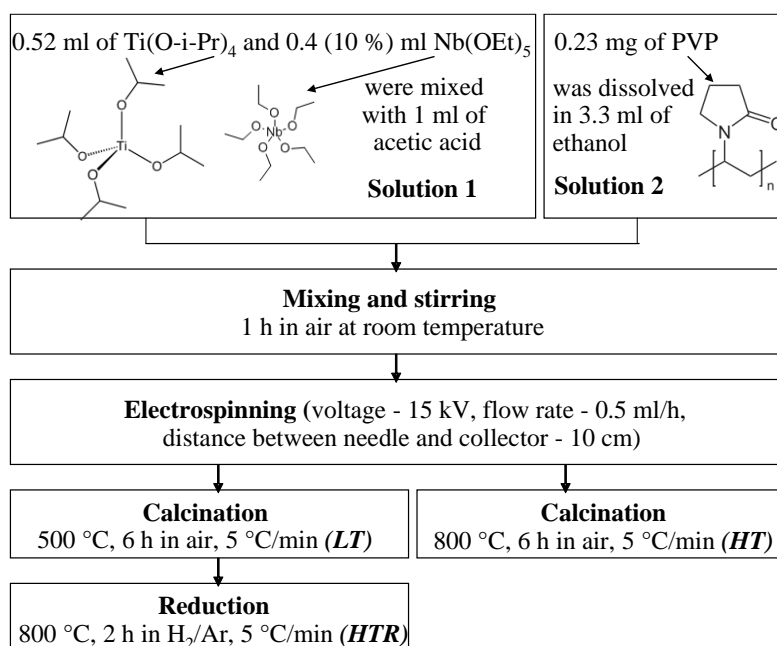 0.52 ml of Ti(O-i-Pr)₄ and 0.4 (10 %) ml Nb(OEt)₅
were mixed
with 1 ml of
acetic acid
Solution 1
O
O
Ti
O
O
O
O
Nb
O
O
O
0.23 mg of PVP
was dissolved
in 3.3 ml of
ethanol
Solution 2
N
O
n
Mixing and stirring
1 h in air at room temperature
Electrospinning (voltage - 15 kV, flow rate - 0.5 ml/h,
distance between needle and collector - 10 cm)
Calcination
500 °C, 6 h in air, 5 °C/min (LT)
Calcination
800 °C, 6 h in air, 5 °C/min (HT)
Reduction
800 °C, 2 h in H₂/Ar, 5 °C/min (HTR)